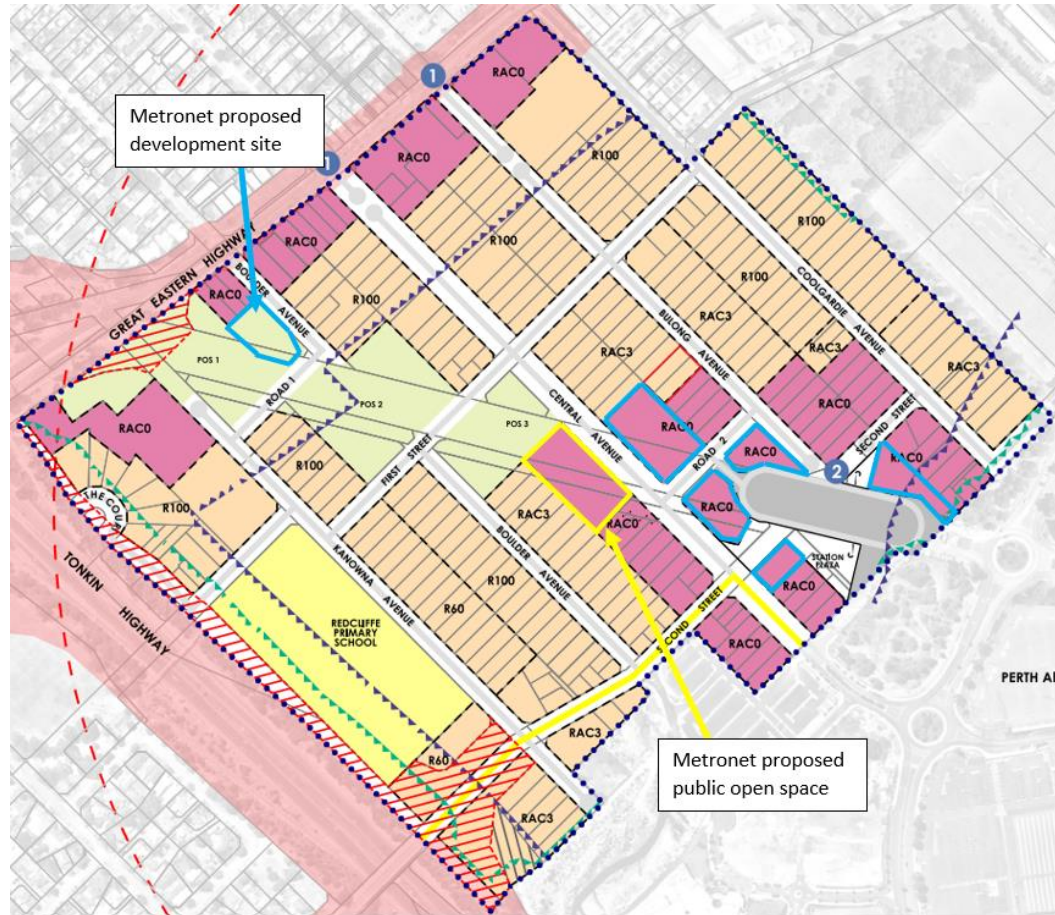 RAC0
1
Metronet proposed
development site
RAC0
1
R100
RAC0
R100
GREAT EASTERN HIGHWAY
RAC0
BOULDER AVENUE
R100
R100
R100
COOLGARDIE AVENUE
POS 1
ROAD 1
RAC3
RAC3
BULONG AVENUE
RAC3
RAC3
POS 2
POS 3
CENTRAL AVENUE
RAC0
FIRST STREET
RAC0
RAC0
SECOND STREET
RAC0
ROAD 2
RAC0
2
RAC0
R100
THE COURT
R100
RAC3
RAC0
RAC0
STATION
PLAZA
RAC0
KANOWNA AVENUE
R100
BOULDER AVENUE
TONKIN HIGHWAY
REDCLIFFE
PRIMARY
SCHOOL
R60
SECOND STREET
RAC0
PERTH AI
RAC3
R60
RAC3
Metronet proposed
public open space